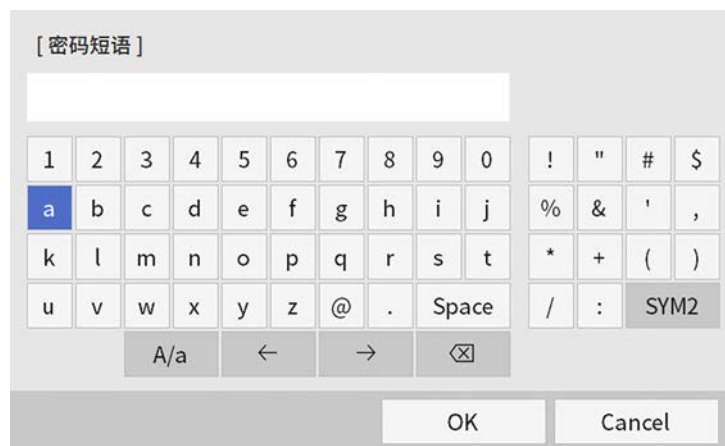 [ 密码短语 ]
1 2 3 4 5 6 7 8 9 0 ! " # $
a b c d e f g h i j % & ' ,
k l m n o p q r s t * + ( )
u v w x y z @ . Space / : SYM2
A/a ← → ⌫
OK Cancel